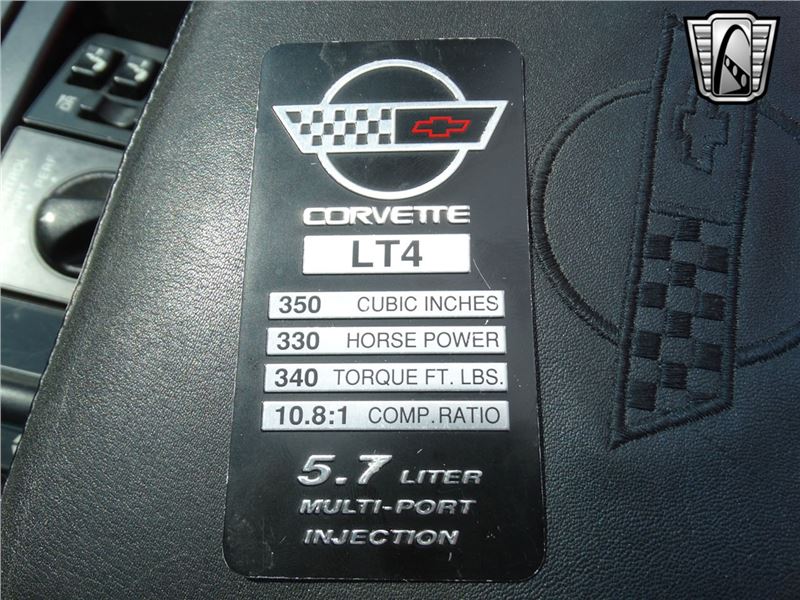 CORVETTE
LT4
350 CUBIC INCHES
330 HORSE POWER
340 TORQUE FT. LBS.
10.8:1 COMP. RATIO
5.7 LITER
MULTI-PORT
INJECTION
PERF